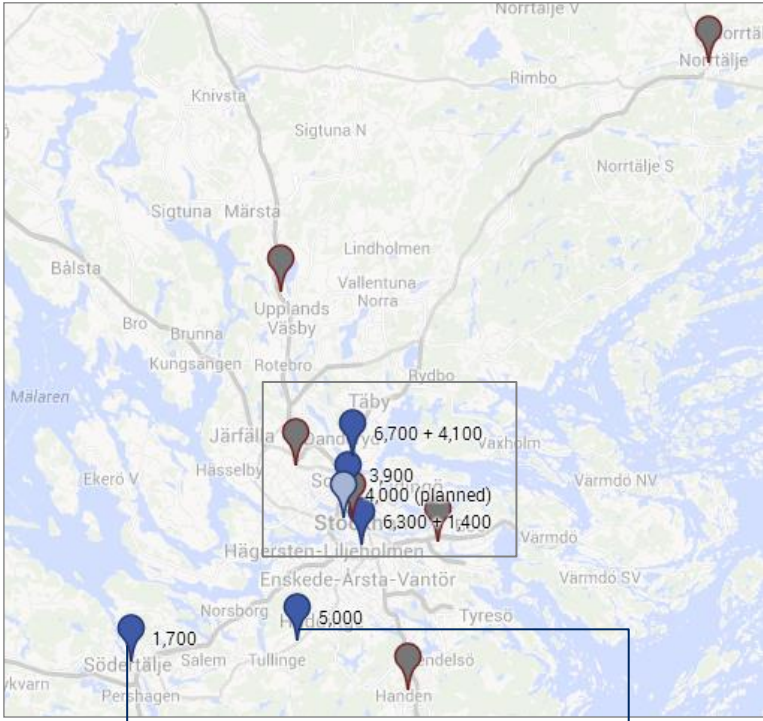 Norrtälje V
Norrtälje
Rimbo
Knivsta
Sigtuna N
Norrtälje S
Sigtuna
Märsta
Lindholmen
Bålsta
Vallentuna
Norra
Upplands
Väsby
Bro
Brunna
Kungsängen
Rotebro
Rydbo
Mälaren
Täby
Järfälla
6,700 + 4,100
Vaxholm
Hässelby
3,900
Ekerö V
Värmdö NV
4,000 (planned)
6,300 + 1,400
Värmdö
Hägersten-Liljeholmen
Enskede-Årsta-Vantör
Värmdö SV
Norsborg
5,000
Tyresö
1,700
Södertälje
Salem
Tullinge
Pershagen
Handen